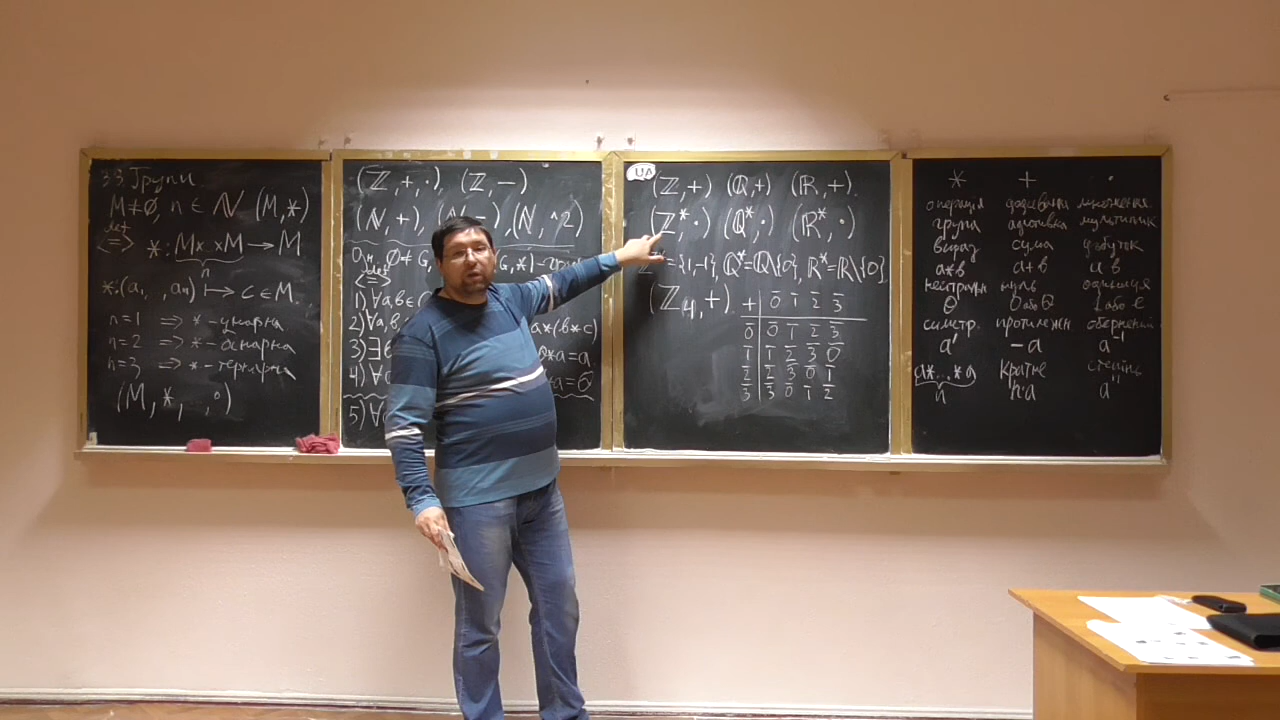 3.3. Групи
M≠∅, n ∈ ℕ (M,*)
def
<=> *: M×...×M → M
n
*:(a₁, , aₙ) ↦ c ∈ M.
n=1 => * - унарна
n=2 => * - бінарна
n=3 => * - тернарна
(M, *, , ∘)
(ℤ, +, ·), (ℤ, −)
(ℕ, +), (ℕ, −), (ℕ, ^2)
∅≠G, (G,*) -
def
<=>
1) ∀a,b ∈
2) ∀a,b a*(b*c)
3) ∃θ θ*a=a
4) ∀a *a=θ
5) ∀a
UA
(ℤ,+) (ℚ,+) (ℝ,+).
(ℤ*,·) (ℚ*,·) (ℝ*,·)
ℤ*={1,-1}, ℚ*=ℚ\{0}, ℝ*=ℝ\{0}.
(ℤ₄,+)
+ 0̄ 1̄ 2̄ 3̄
0̄ 0̄ 1̄ 2̄ 3̄
1̄ 1̄ 2̄ 3̄ 0̄
2̄ 2̄ 3̄ 0̄ 1̄
3̄ 3̄ 0̄ 1̄ 2̄
* + ·
операція додавання множення
група адитивна мультиплик
вираз сума добуток
a*b a+b a b
нейтральн нуль одиниця
θ 0 або θ 1 або e
симетр. протилежн обернений
a' −a a⁻¹
a*...*a кратне степінь
n na aⁿ